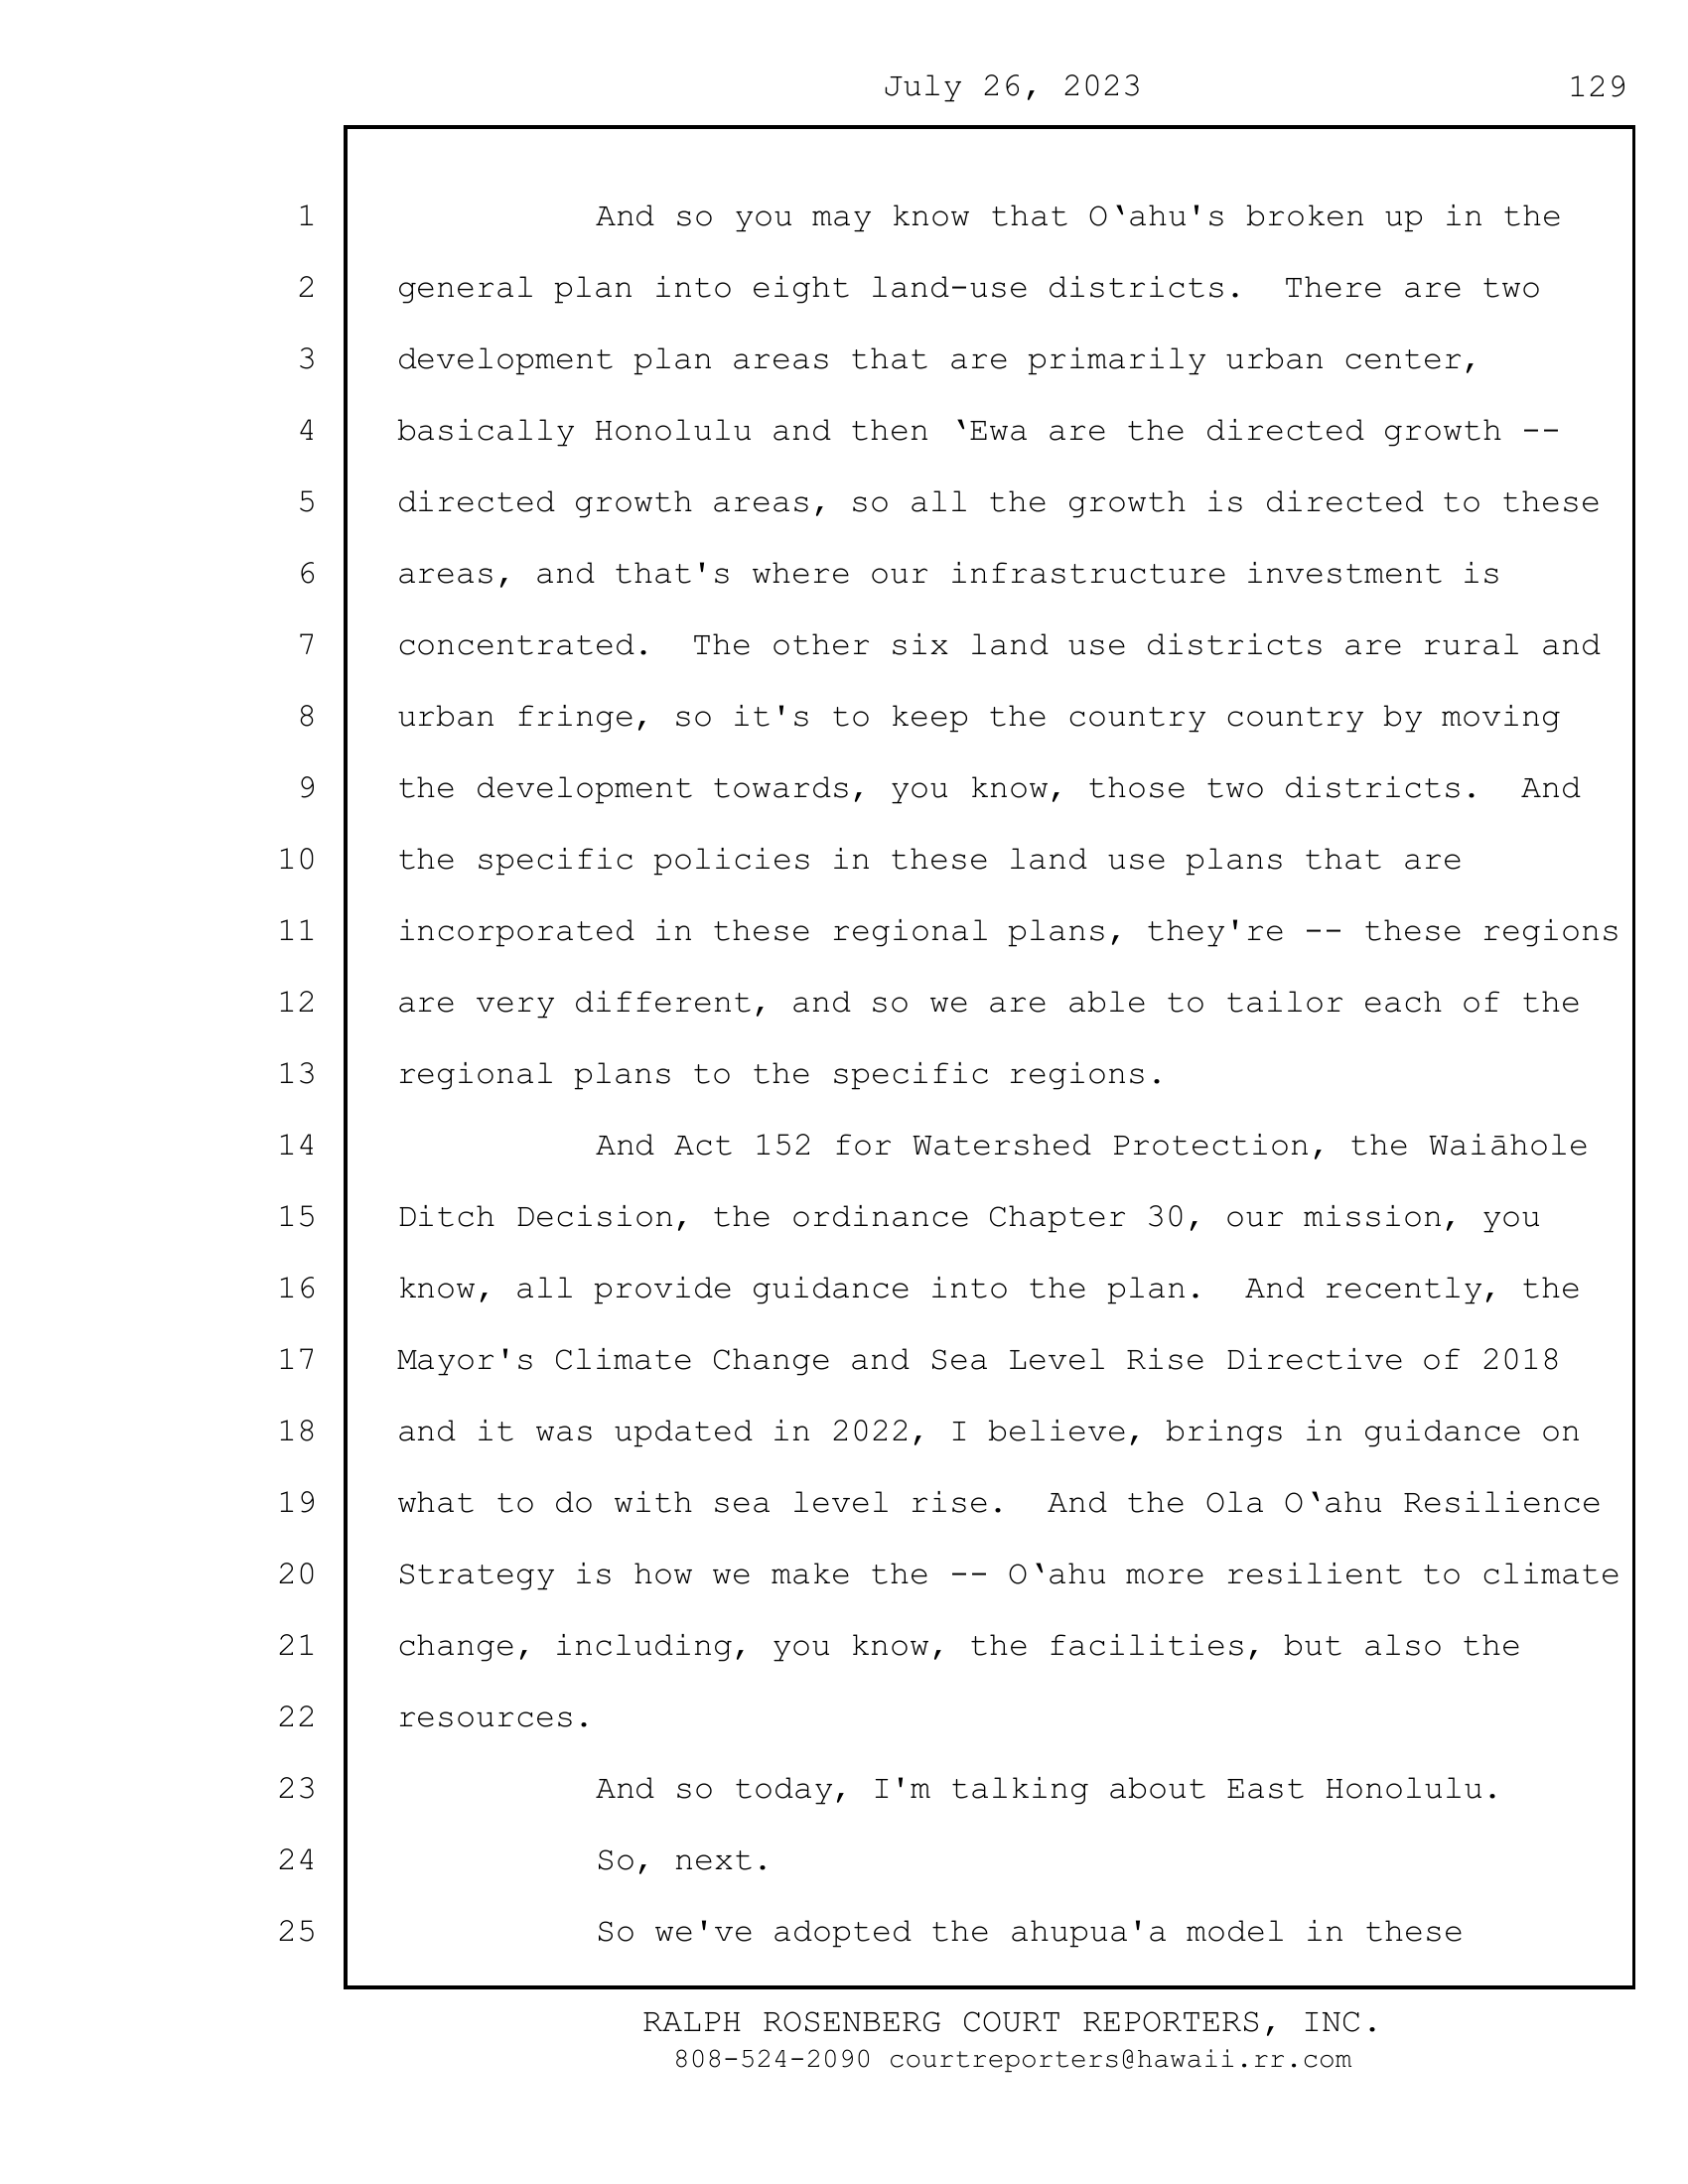 July 26, 2023 129
1 And so you may know that O‘ahu's broken up in the
2 general plan into eight land-use districts.  There are two
3 development plan areas that are primarily urban center,
4 basically Honolulu and then ‘Ewa are the directed growth --
5 directed growth areas, so all the growth is directed to these
6 areas, and that's where our infrastructure investment is
7 concentrated.  The other six land use districts are rural and
8 urban fringe, so it's to keep the country country by moving
9 the development towards, you know, those two districts.  And
10 the specific policies in these land use plans that are
11 incorporated in these regional plans, they're -- these regions
12 are very different, and so we are able to tailor each of the
13 regional plans to the specific regions.
14 And Act 152 for Watershed Protection, the Waiāhole
15 Ditch Decision, the ordinance Chapter 30, our mission, you
16 know, all provide guidance into the plan.  And recently, the
17 Mayor's Climate Change and Sea Level Rise Directive of 2018
18 and it was updated in 2022, I believe, brings in guidance on
19 what to do with sea level rise.  And the Ola O‘ahu Resilience
20 Strategy is how we make the -- O‘ahu more resilient to climate
21 change, including, you know, the facilities, but also the
22 resources.
23 And so today, I'm talking about East Honolulu.
24 So, next.
25 So we've adopted the ahupua'a model in these
RALPH ROSENBERG COURT REPORTERS, INC.
808-524-2090 courtreporters@hawaii.rr.com